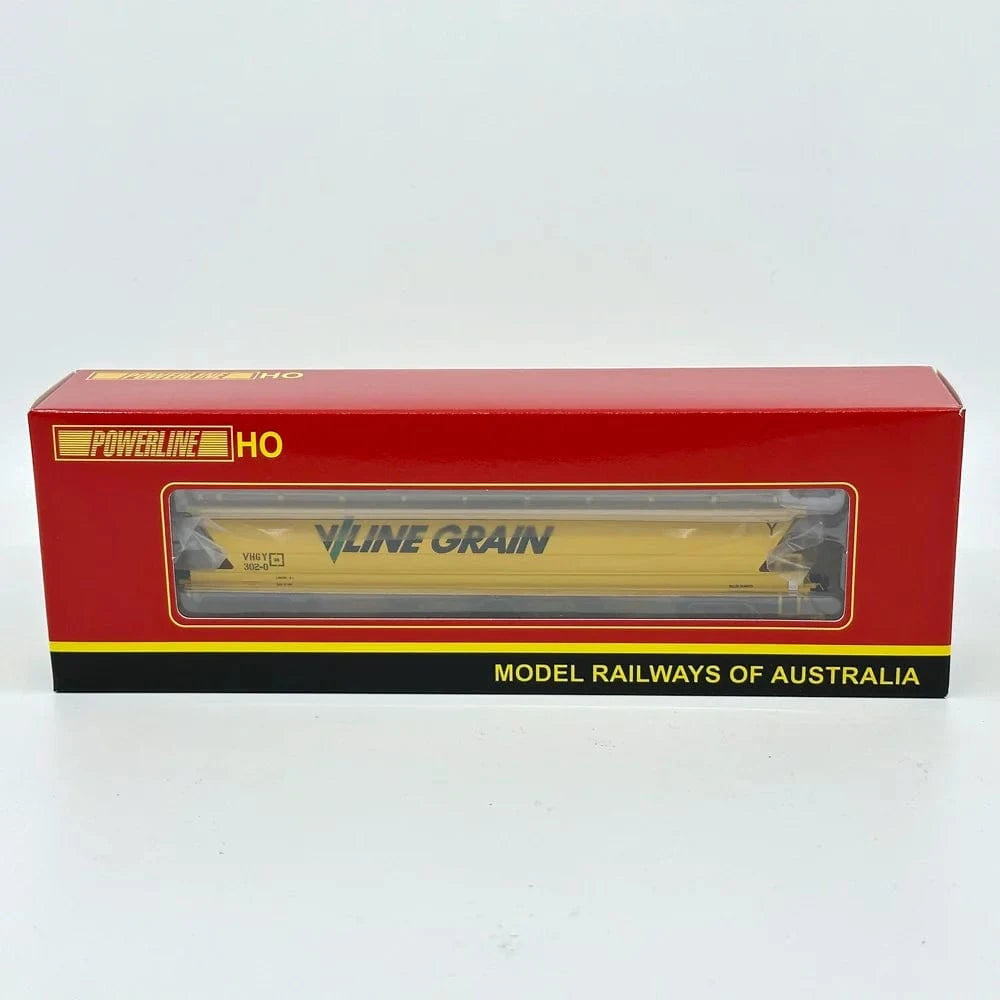 POWERLINE HO
POWERLINE HO
V/LINE GRAIN
VHGY
302-0
Y
MODEL RAILWAYS OF AUSTRALIA